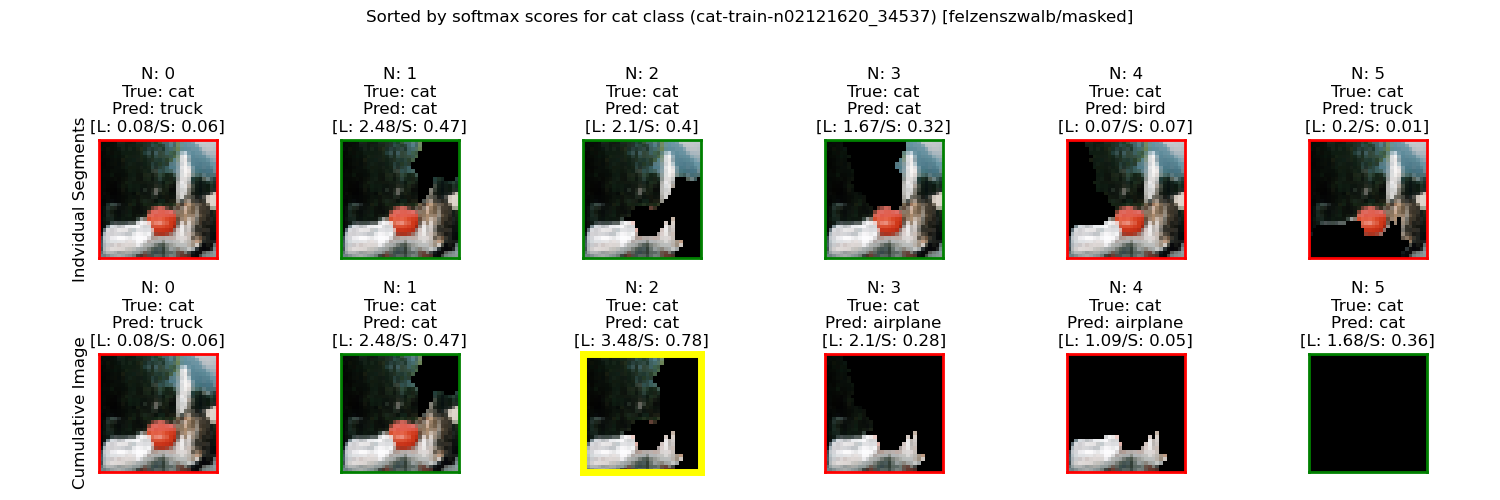 Sorted by softmax scores for cat class (cat-train-n02121620_34537) [felzenszwalb/masked]
Indvidual Segments
N: 0
True: cat
Pred: truck
[L: 0.08/S: 0.06]
N: 1
True: cat
Pred: cat
[L: 2.48/S: 0.47]
N: 2
True: cat
Pred: cat
[L: 2.1/S: 0.4]
N: 3
True: cat
Pred: cat
[L: 1.67/S: 0.32]
N: 4
True: cat
Pred: bird
[L: 0.07/S: 0.07]
N: 5
True: cat
Pred: truck
[L: 0.2/S: 0.01]
Cumulative Image
N: 0
True: cat
Pred: truck
[L: 0.08/S: 0.06]
N: 1
True: cat
Pred: cat
[L: 2.48/S: 0.47]
N: 2
True: cat
Pred: cat
[L: 3.48/S: 0.78]
N: 3
True: cat
Pred: airplane
[L: 2.1/S: 0.28]
N: 4
True: cat
Pred: airplane
[L: 1.09/S: 0.05]
N: 5
True: cat
Pred: cat
[L: 1.68/S: 0.36]